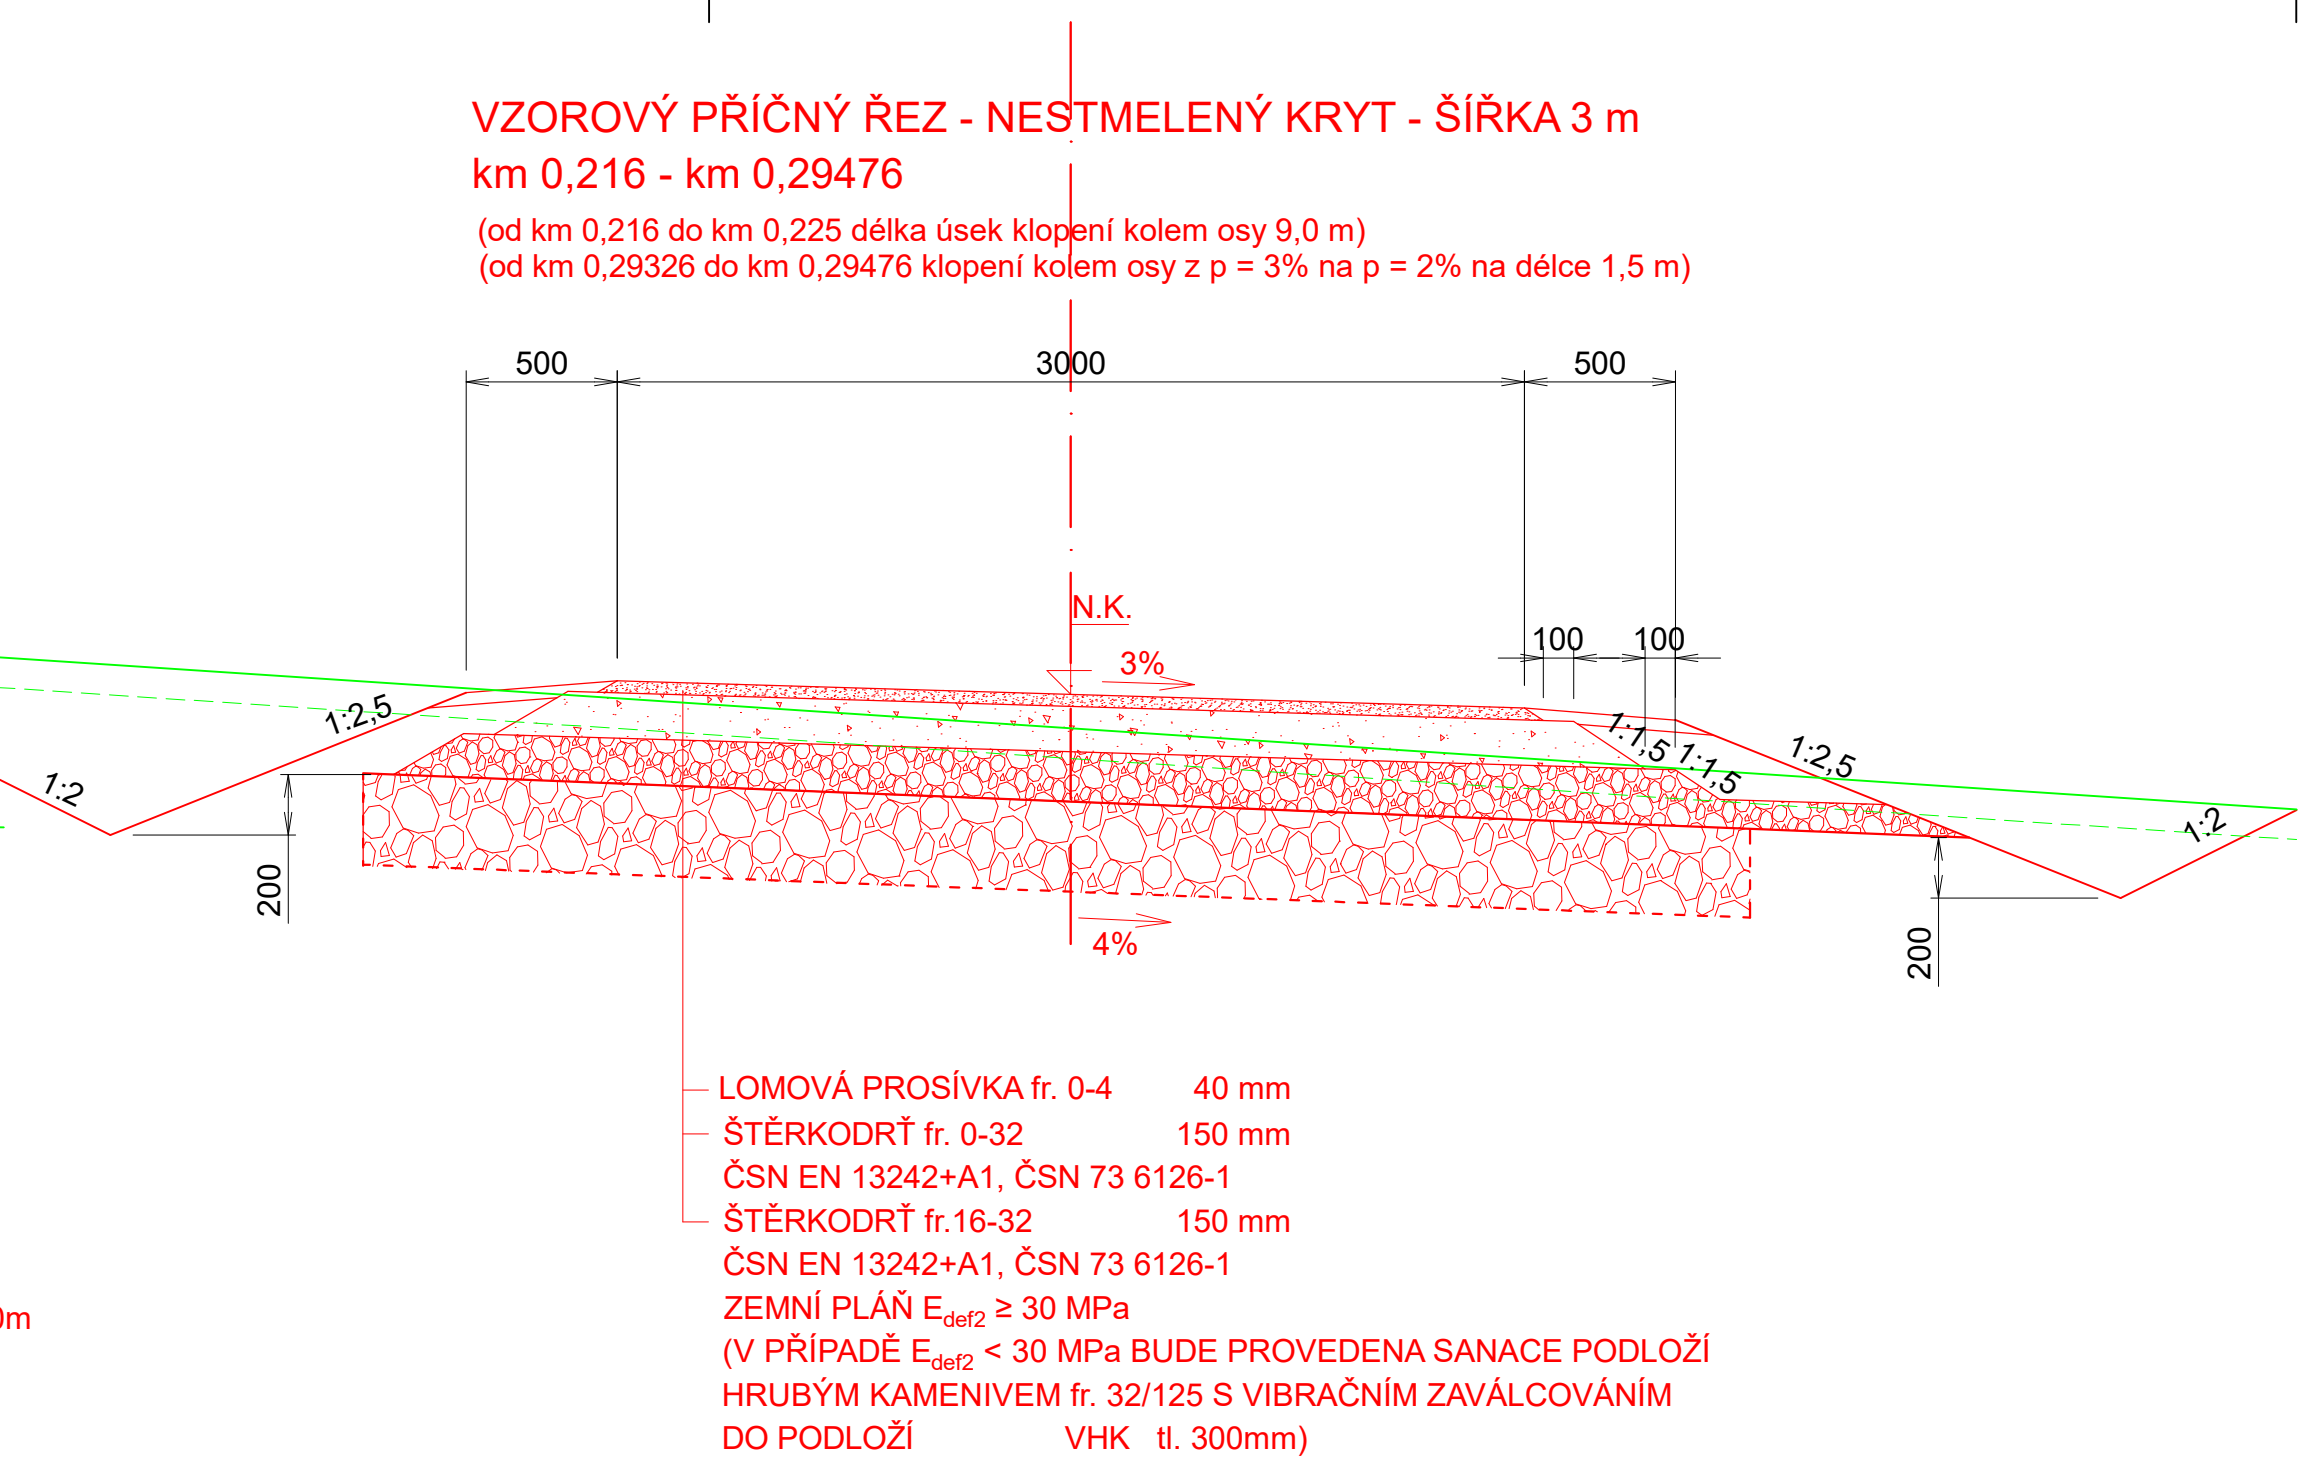 VZOROVÝ PŘÍČNÝ ŘEZ - NESTMELENÝ KRYT - ŠÍŘKA 3 m
km 0,216 - km 0,29476
(od km 0,216 do km 0,225 délka úsek klopení kolem osy 9,0 m)
(od km 0,29326 do km 0,29476 klopení kolem osy z p = 3% na p = 2% na délce 1,5 m)
500 3000 500
N.K.
100 100
3%
1:2,5 1:1,5 1:1,5 1:2,5
1:2 1:2
200 200
4%
LOMOVÁ PROSÍVKA fr. 0-4 40 mm
ŠTĚRKODRŤ fr. 0-32 150 mm
ČSN EN 13242+A1, ČSN 73 6126-1
ŠTĚRKODRŤ fr.16-32 150 mm
ČSN EN 13242+A1, ČSN 73 6126-1
ZEMNÍ PLÁŇ Edef2 ≥ 30 MPa
(V PŘÍPADĚ Edef2 < 30 MPa BUDE PROVEDENA SANACE PODLOŽÍ
HRUBÝM KAMENIVEM fr. 32/125 S VIBRAČNÍM ZAVÁLCOVÁNÍM
DO PODLOŽÍ VHK tl. 300mm)